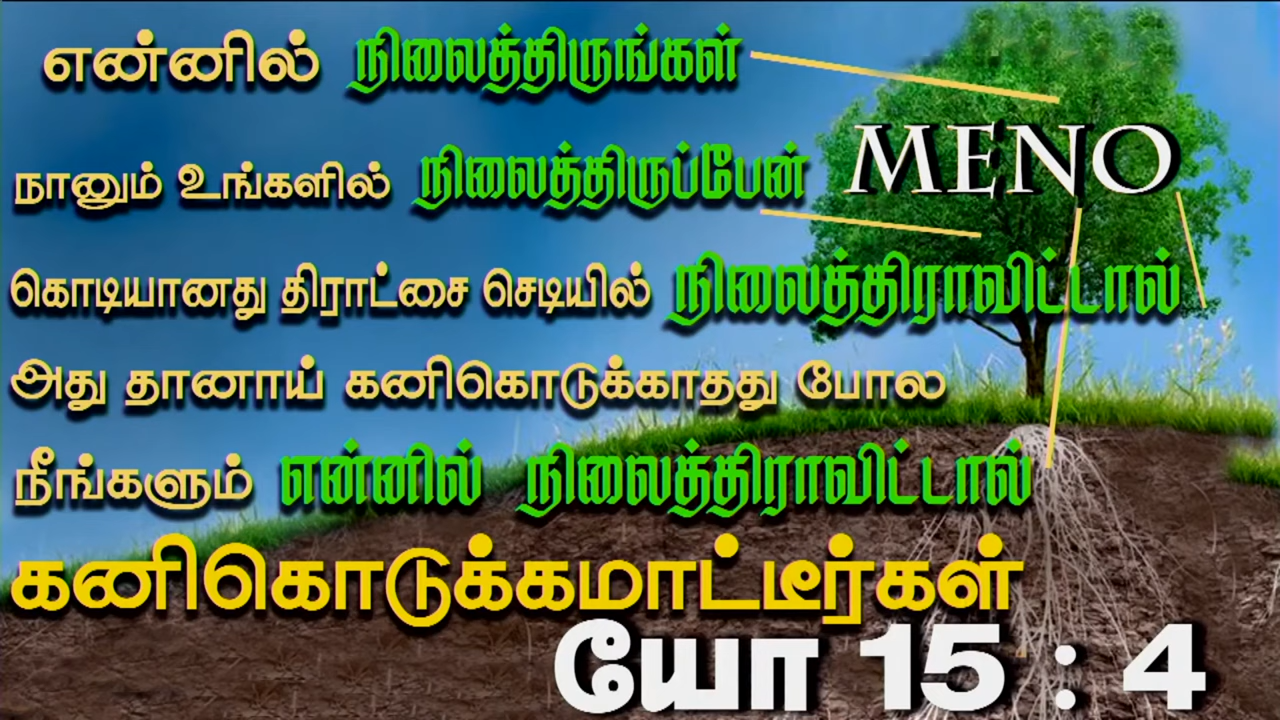 என்னில் நிலைத்திருங்கள்
MENO
நானும் உங்களில் நிலைத்திருப்பேன்
கொடியானது திராட்சை செடியில் நிலைத்திராவிட்டால்
அது தானாய் கனிகொடுக்காதது போல
நீங்களும் என்னில் நிலைத்திராவிட்டால்
கனிகொடுக்கமாட்டீர்கள்
யோ 15 : 4